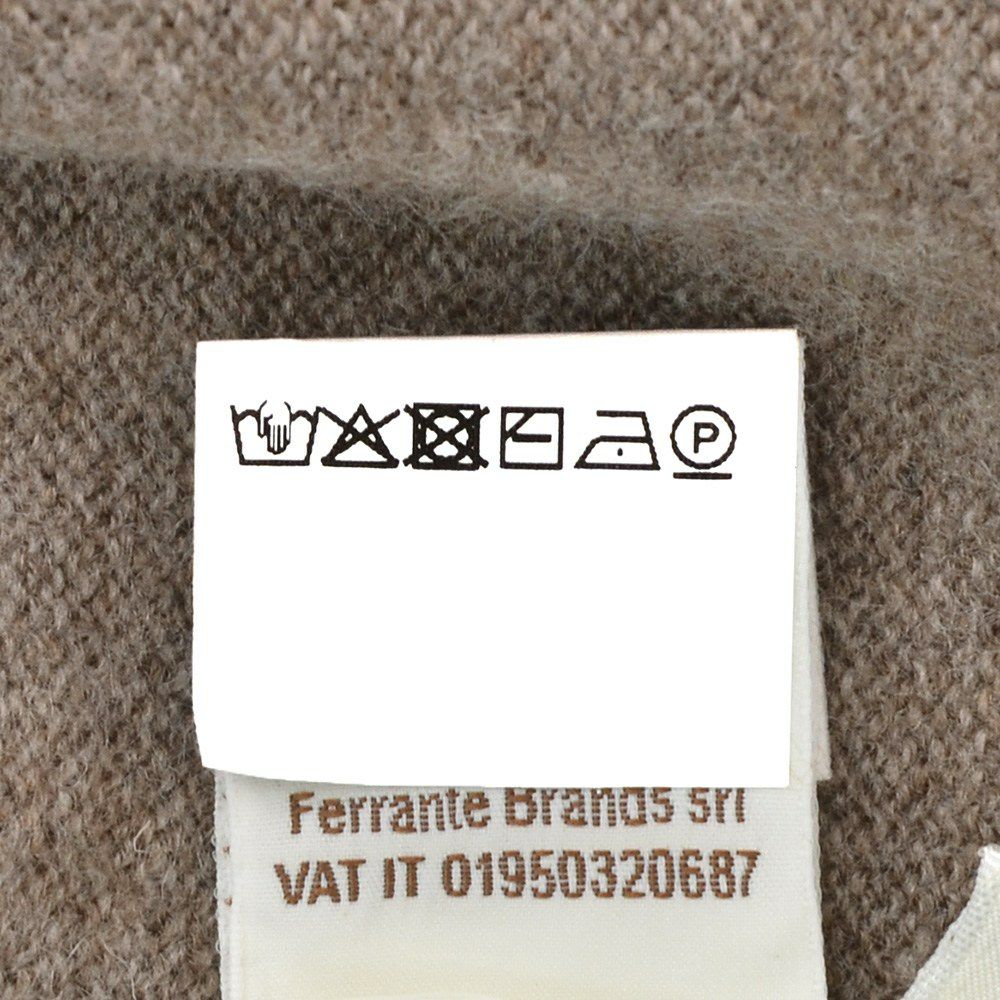 P
Ferrante Brands srl
VAT IT 01950320687